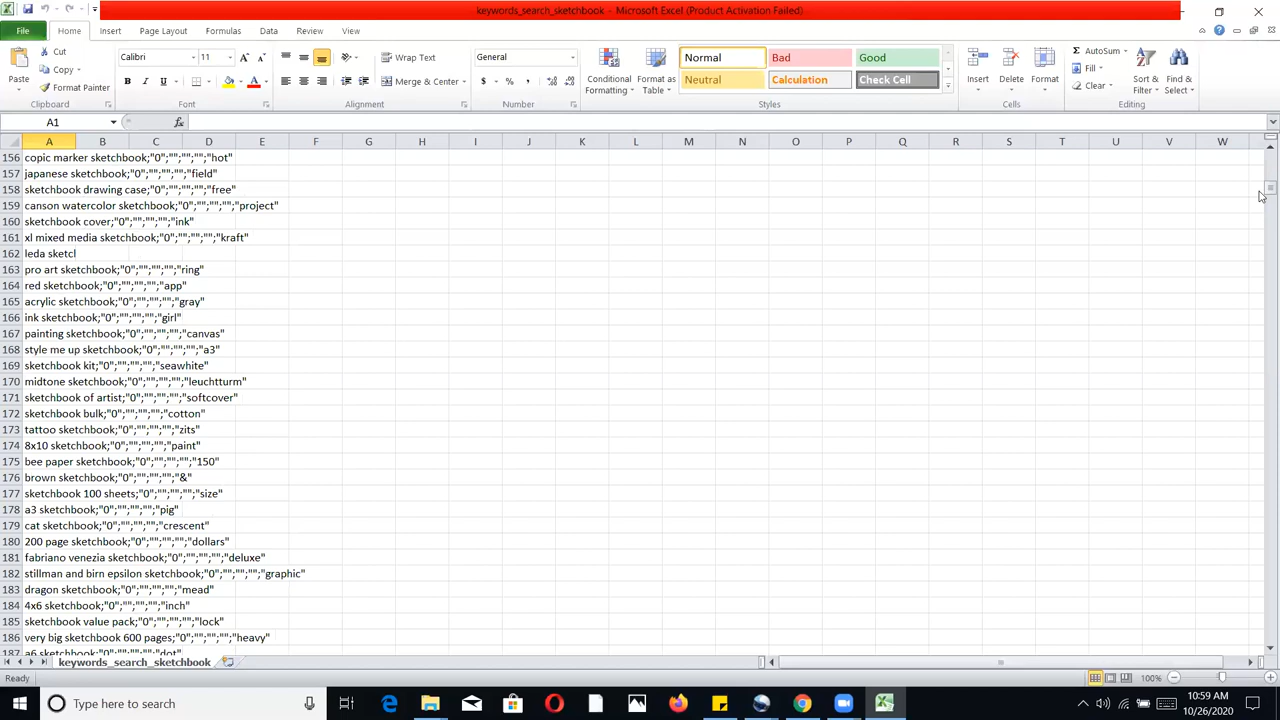 keywords_search_sketchbook - Microsoft Excel (Product Activation Failed)
File Home Insert Page Layout Formulas Data Review View
Cut
Copy
Format Painter
Paste
Clipboard
Calibri 11
B I U A
Font
Wrap Text
Merge & Center
Alignment
General
$ % ,
Number
Conditional Formatting
Format as Table
Normal Bad Good
Neutral Calculation Check Cell
Styles
Insert Delete Format
Cells
AutoSum
Fill
Clear
Sort & Filter
Find & Select
Editing
A1 fx
A B C D E F G H I J K L M N O P Q R S T U V W
156 copic marker sketchbook;"0";"";"";"";"hot"
157 japanese sketchbook;"0";"";"";"";"field"
158 sketchbook drawing case;"0";"";"";"";"free"
159 canson watercolor sketchbook;"0";"";"";"";"project"
160 sketchbook cover;"0";"";"";"";"ink"
161 xl mixed media sketchbook;"0";"";"";"";"kraft"
162 leda sketcl
163 pro art sketchbook;"0";"";"";"";"ring"
164 red sketchbook;"0";"";"";"";"app"
165 acrylic sketchbook;"0";"";"";"";"gray"
166 ink sketchbook;"0";"";"";"";"girl"
167 painting sketchbook;"0";"";"";"";"canvas"
168 style me up sketchbook;"0";"";"";"";"a3"
169 sketchbook kit;"0";"";"";"";"seawhite"
170 midtone sketchbook;"0";"";"";"";"leuchtturm"
171 sketchbook of artist;"0";"";"";"";"softcover"
172 sketchbook bulk;"0";"";"";"";"cotton"
173 tattoo sketchbook;"0";"";"";"";"zits"
174 8x10 sketchbook;"0";"";"";"";"paint"
175 bee paper sketchbook;"0";"";"";"";"150"
176 brown sketchbook;"0";"";"";"";"&"
177 sketchbook 100 sheets;"0";"";"";"";"size"
178 a3 sketchbook;"0";"";"";"";"pig"
179 cat sketchbook;"0";"";"";"";"crescent"
180 200 page sketchbook;"0";"";"";"";"dollars"
181 fabriano venezia sketchbook;"0";"";"";"";"deluxe"
182 stillman and birn epsilon sketchbook;"0";"";"";"";"graphic"
183 dragon sketchbook;"0";"";"";"";"mead"
184 4x6 sketchbook;"0";"";"";"";"inch"
185 sketchbook value pack;"0";"";"";"";"lock"
186 very big sketchbook 600 pages;"0";"";"";"";"heavy"
187 a6 sketchbook;"0";"";"";"";"dot"
keywords_search_sketchbook
Ready 100%
Type here to search
10:59 AM
10/26/2020